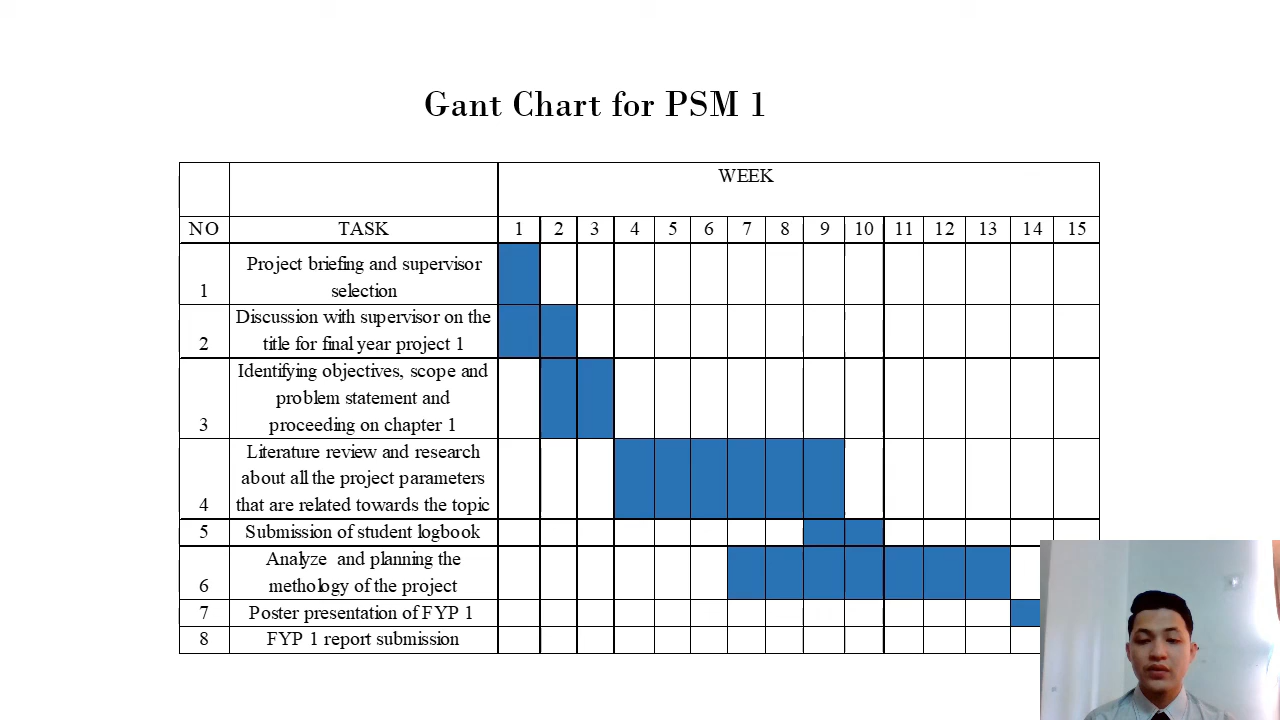 Gant Chart for PSM 1
WEEK
NO TASK 1 2 3 4 5 6 7 8 9 10 11 12 13 14 15
Project briefing and supervisor
1 selection
Discussion with supervisor on the
2 title for final year project 1
Identifying objectives, scope and
problem statement and
3 proceeding on chapter 1
Literature review and research
about all the project parameters
4 that are related towards the topic
5 Submission of student logbook
Analyze and planning the
6 methology of the project
7 Poster presentation of FYP 1
8 FYP 1 report submission